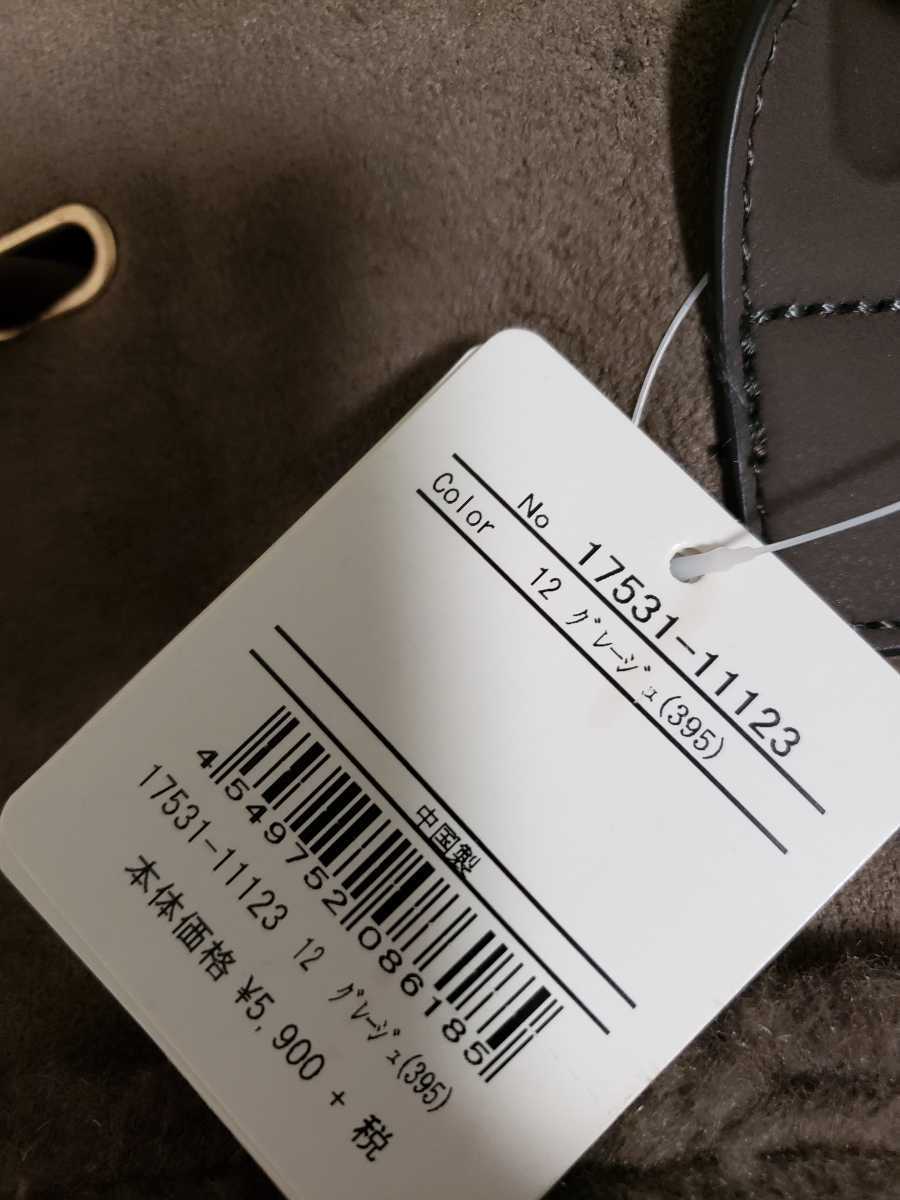 No 17531-11123
Color 12 グレージュ(395)
中国製
4549752086185
17531-11123 12 グレージュ(395)
本体価格 ¥5,900 + 税